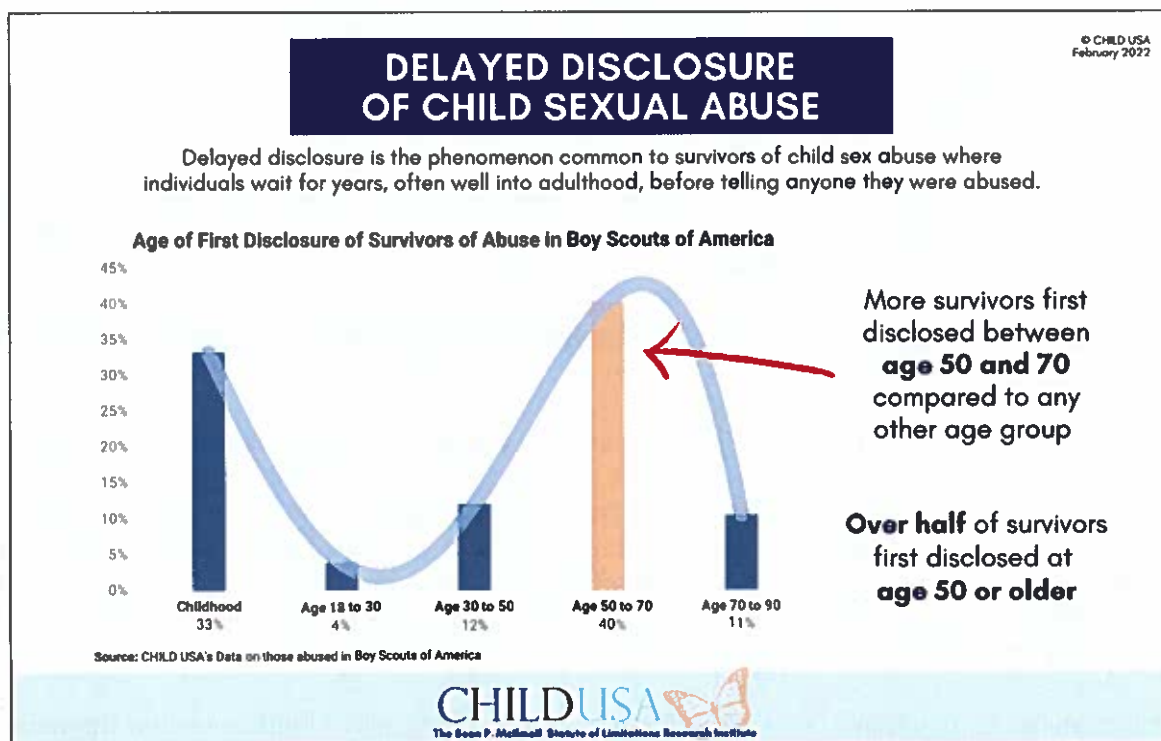 © CHILD USA
February 2022
DELAYED DISCLOSURE
OF CHILD SEXUAL ABUSE
Delayed disclosure is the phenomenon common to survivors of child sex abuse where
individuals wait for years, often well into adulthood, before telling anyone they were abused.
Age of First Disclosure of Survivors of Abuse in Boy Scouts of America
45%
40%
35%
30%
25%
20%
15%
10%
5%
0%
Childhood
33%
Age 18 to 30
4%
Age 30 to 50
12%
Age 50 to 70
40%
Age 70 to 90
11%
More survivors first
disclosed between
age 50 and 70
compared to any
other age group
Over half of survivors
first disclosed at
age 50 or older
Source: CHILD USA's Data on those abused in Boy Scouts of America
CHILDUSA
The Sean P. McIlmail Statute of Limitations Research Institute